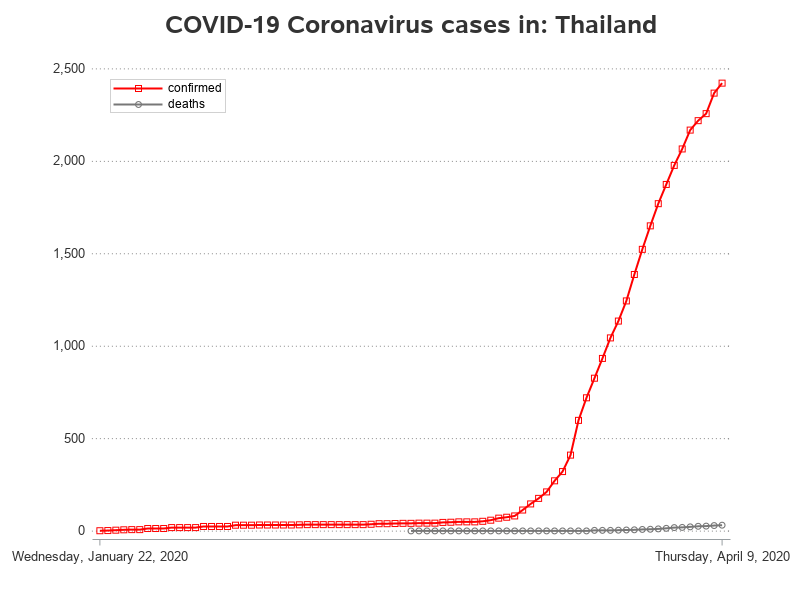 COVID-19 Coronavirus cases in: Thailand
2,500
confirmed
deaths
2,000
1,500
1,000
500
0
Wednesday, January 22, 2020
Thursday, April 9, 2020